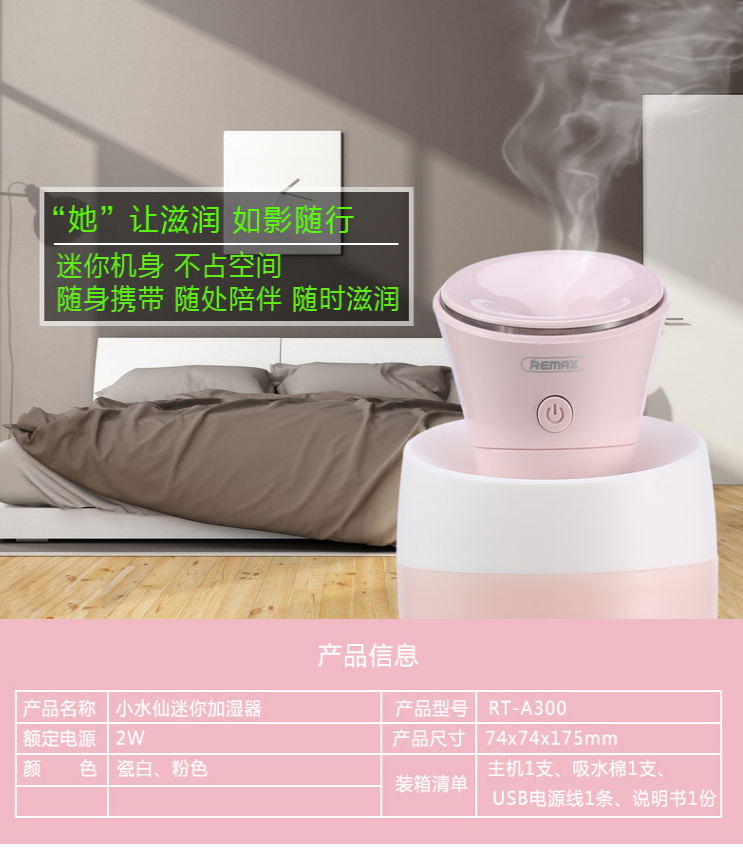 “她”让滋润 如影随行
迷你机身 不占空间
随身携带 随处陪伴 随时滋润
REMAX
产品信息
产品名称 小水仙迷你加湿器 产品型号 RT-A300
额定电源 2W 产品尺寸 74x74x175mm
颜 色 瓷白、粉色 装箱清单 主机1支、吸水棉1支、
USB电源线1条、说明书1份